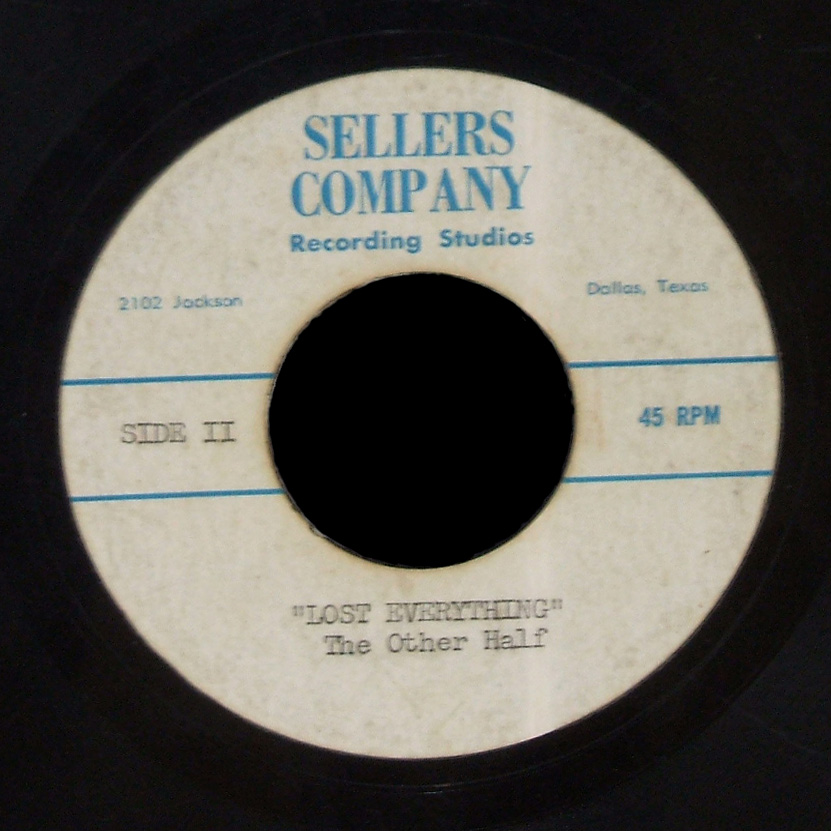 SELLERS
COMPANY
Recording Studios
2102 Jackson
Dallas, Texas
SIDE II
45 RPM
"LOST EVERYTHING"
The Other Half